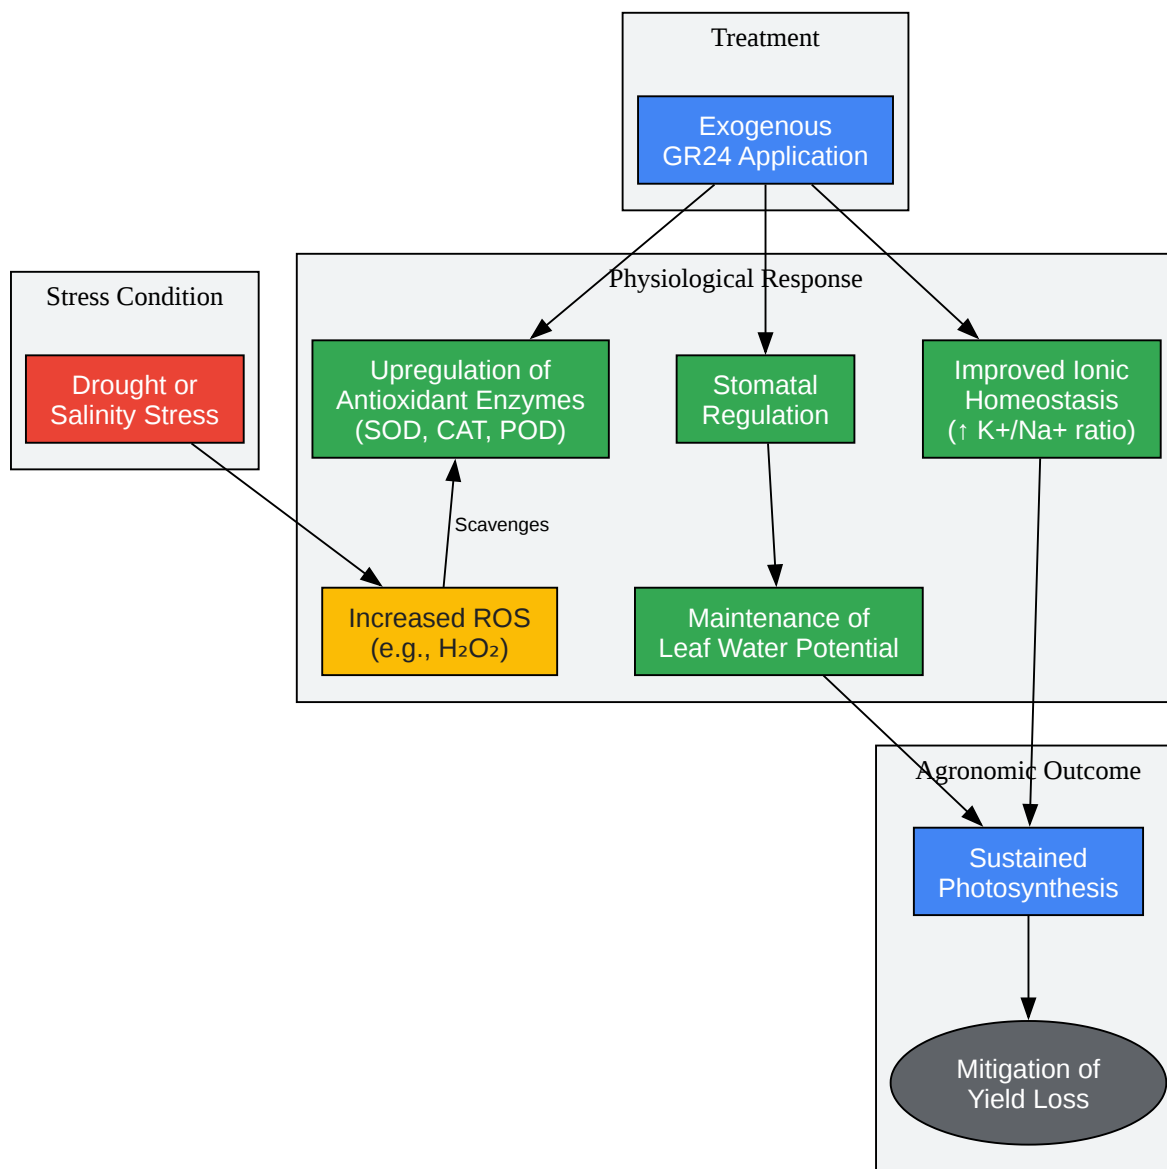 Treatment
Exogenous
GR24 Application
Physiological Response
Stress Condition
Drought or
Salinity Stress
Upregulation of
Antioxidant Enzymes
(SOD, CAT, POD)
Stomatal
Regulation
Improved Ionic
Homeostasis
(↑ K+/Na+ ratio)
Scavenges
Increased ROS
(e.g., H₂O₂)
Maintenance of
Leaf Water Potential
Agronomic Outcome
Sustained
Photosynthesis
Mitigation of
Yield Loss